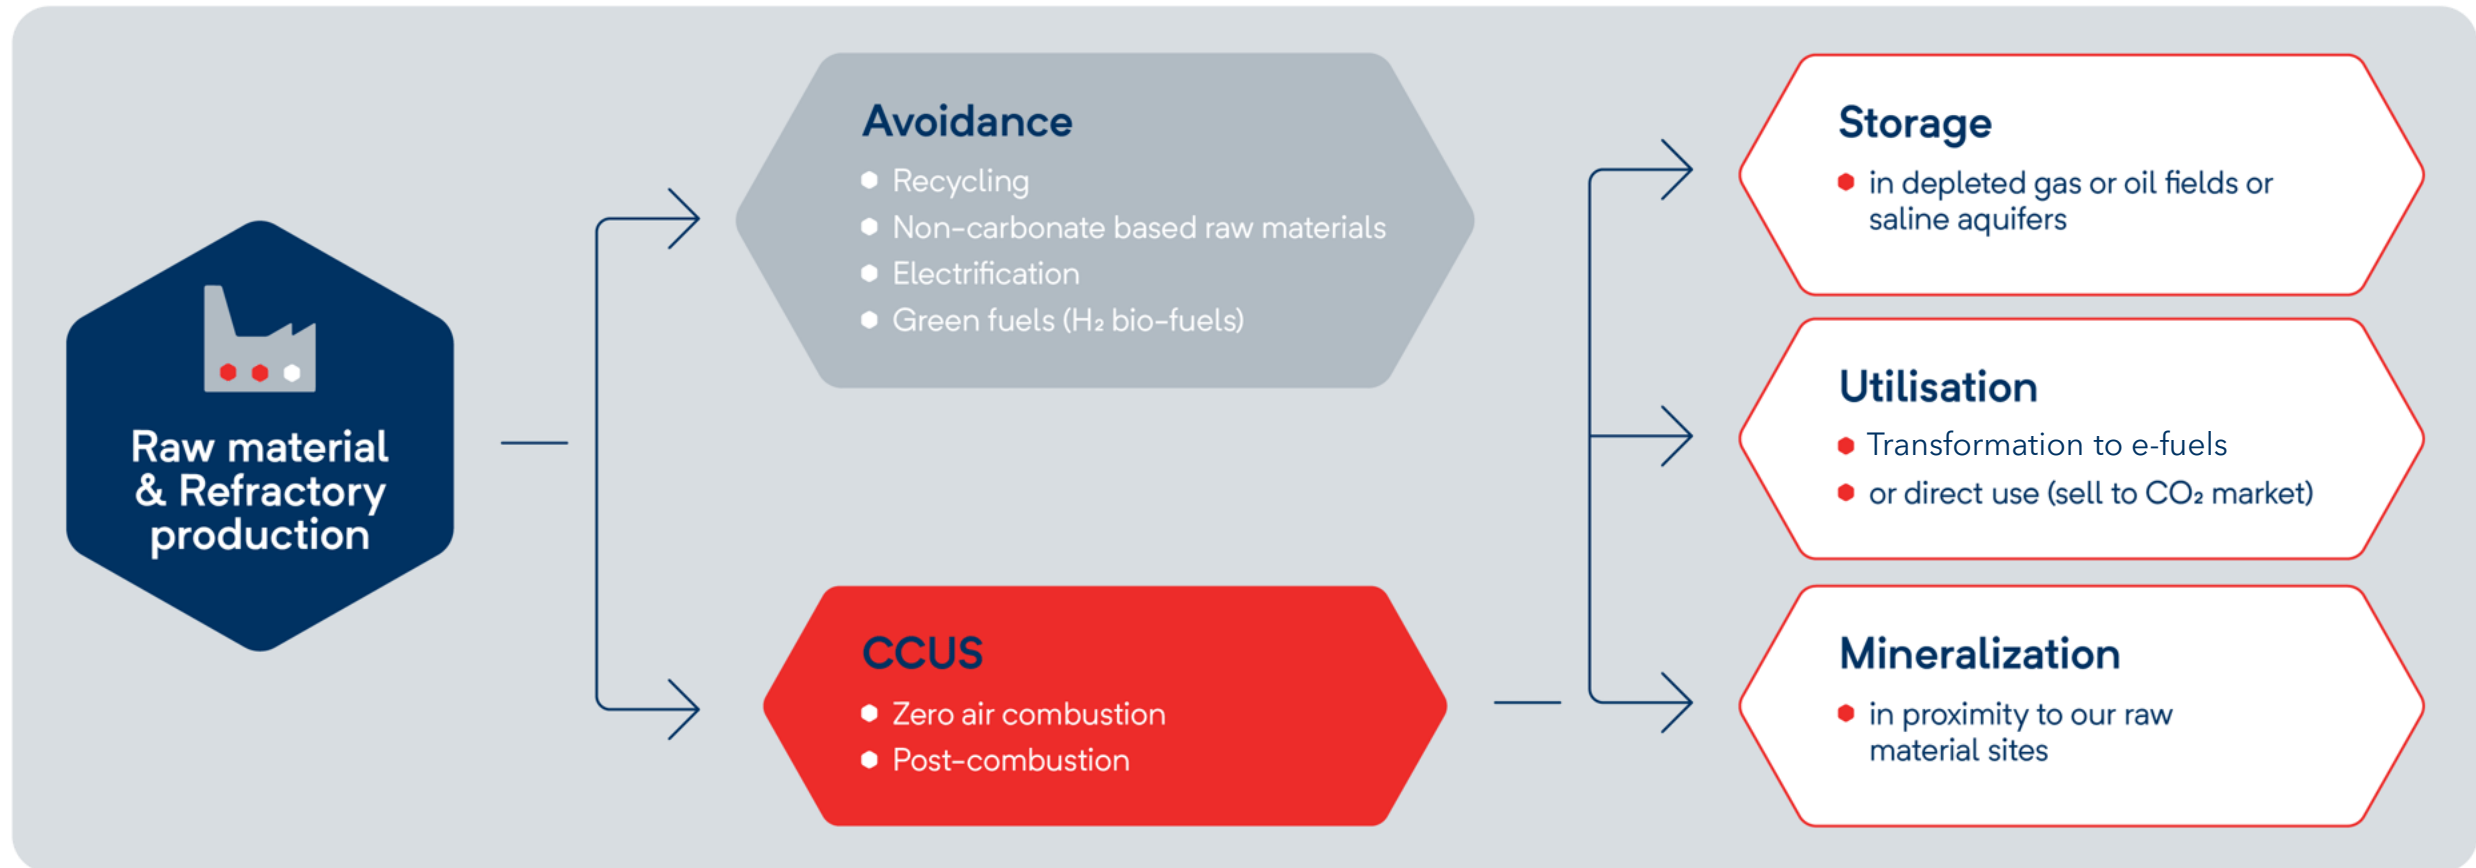 Raw material
& Refractory
production
Avoidance
Recycling
Non-carbonate based raw materials
Electrification
Green fuels (H₂ bio-fuels)
CCUS
Zero air combustion
Post-combustion
Storage
in depleted gas or oil fields or
saline aquifers
Utilisation
Transformation to e-fuels
or direct use (sell to CO₂ market)
Mineralization
in proximity to our raw
material sites